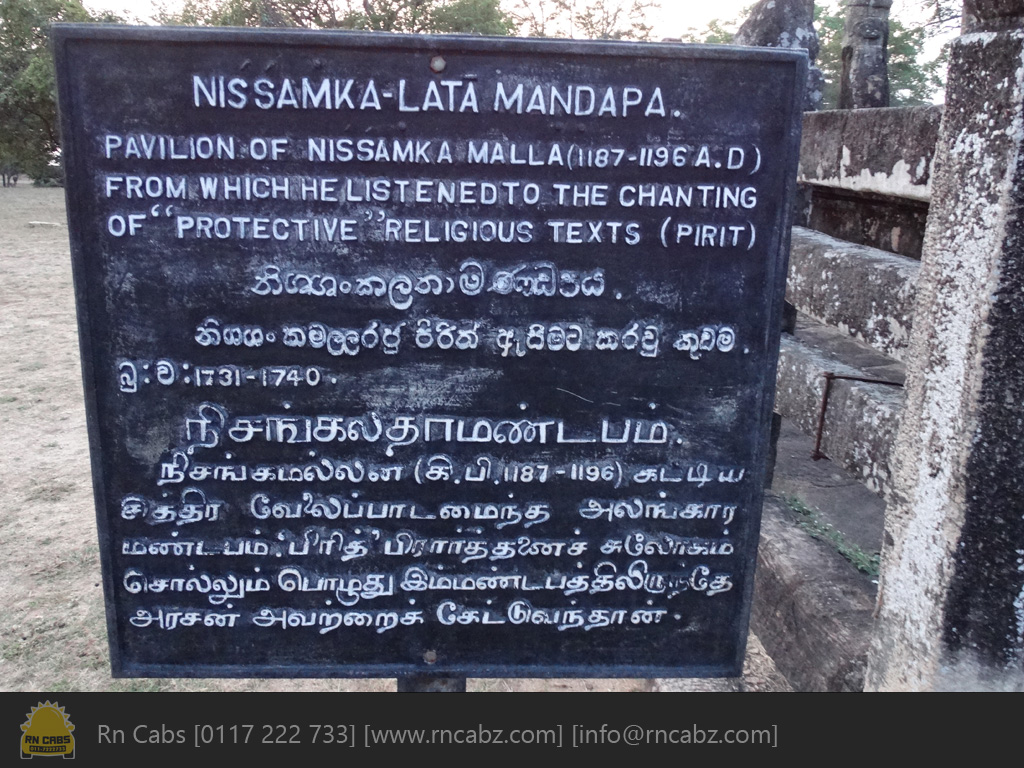 NISSAMKA-LATĀ MANDAPA.
PAVILION OF NISSAMKA MALLA (1187-1196 A.D)
FROM WHICH HE LISTENED TO THE CHANTING
OF "PROTECTIVE" RELIGIOUS TEXTS (PIRIT)
නිශ්ශංකලතාමණ්ඩපය.
නිශ්ශංකමල්ලරජු පිරිත් ඇසීමට කරවූ කුඩම.
බු:ව:1731-1740.
நிசங்கலதாமண்டபம்.
நிசங்கமல்லன் (கி.பி.1187-1196) கட்டிய
சித்திர வேலைப்பாடமைந்த அலங்கார
மண்டபம். 'பிரித்' பிரார்த்தனைச் சுலோகம்
சொல்லும் பொழுது இம்மண்டபத்திலிருந்தே
அரசன் அவற்றைக் கேட்டுவந்தான்.
RN CABS
0117-222733
Rn Cabs [0117 222 733] [www.rncabz.com] [info@rncabz.com]